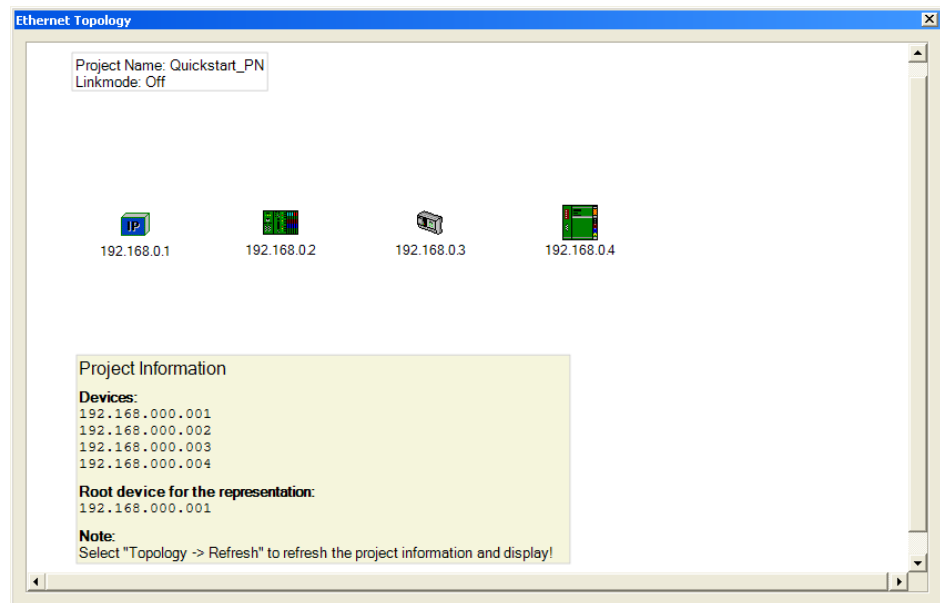 Ethernet Topology
Project Name: Quickstart_PN
Linkmode: Off
IP
192.168.0.1
192.168.0.2
192.168.0.3
192.168.0.4
Project Information
Devices:
192.168.000.001
192.168.000.002
192.168.000.003
192.168.000.004
Root device for the representation:
192.168.000.001
Note:
Select "Topology -> Refresh" to refresh the project information and display!